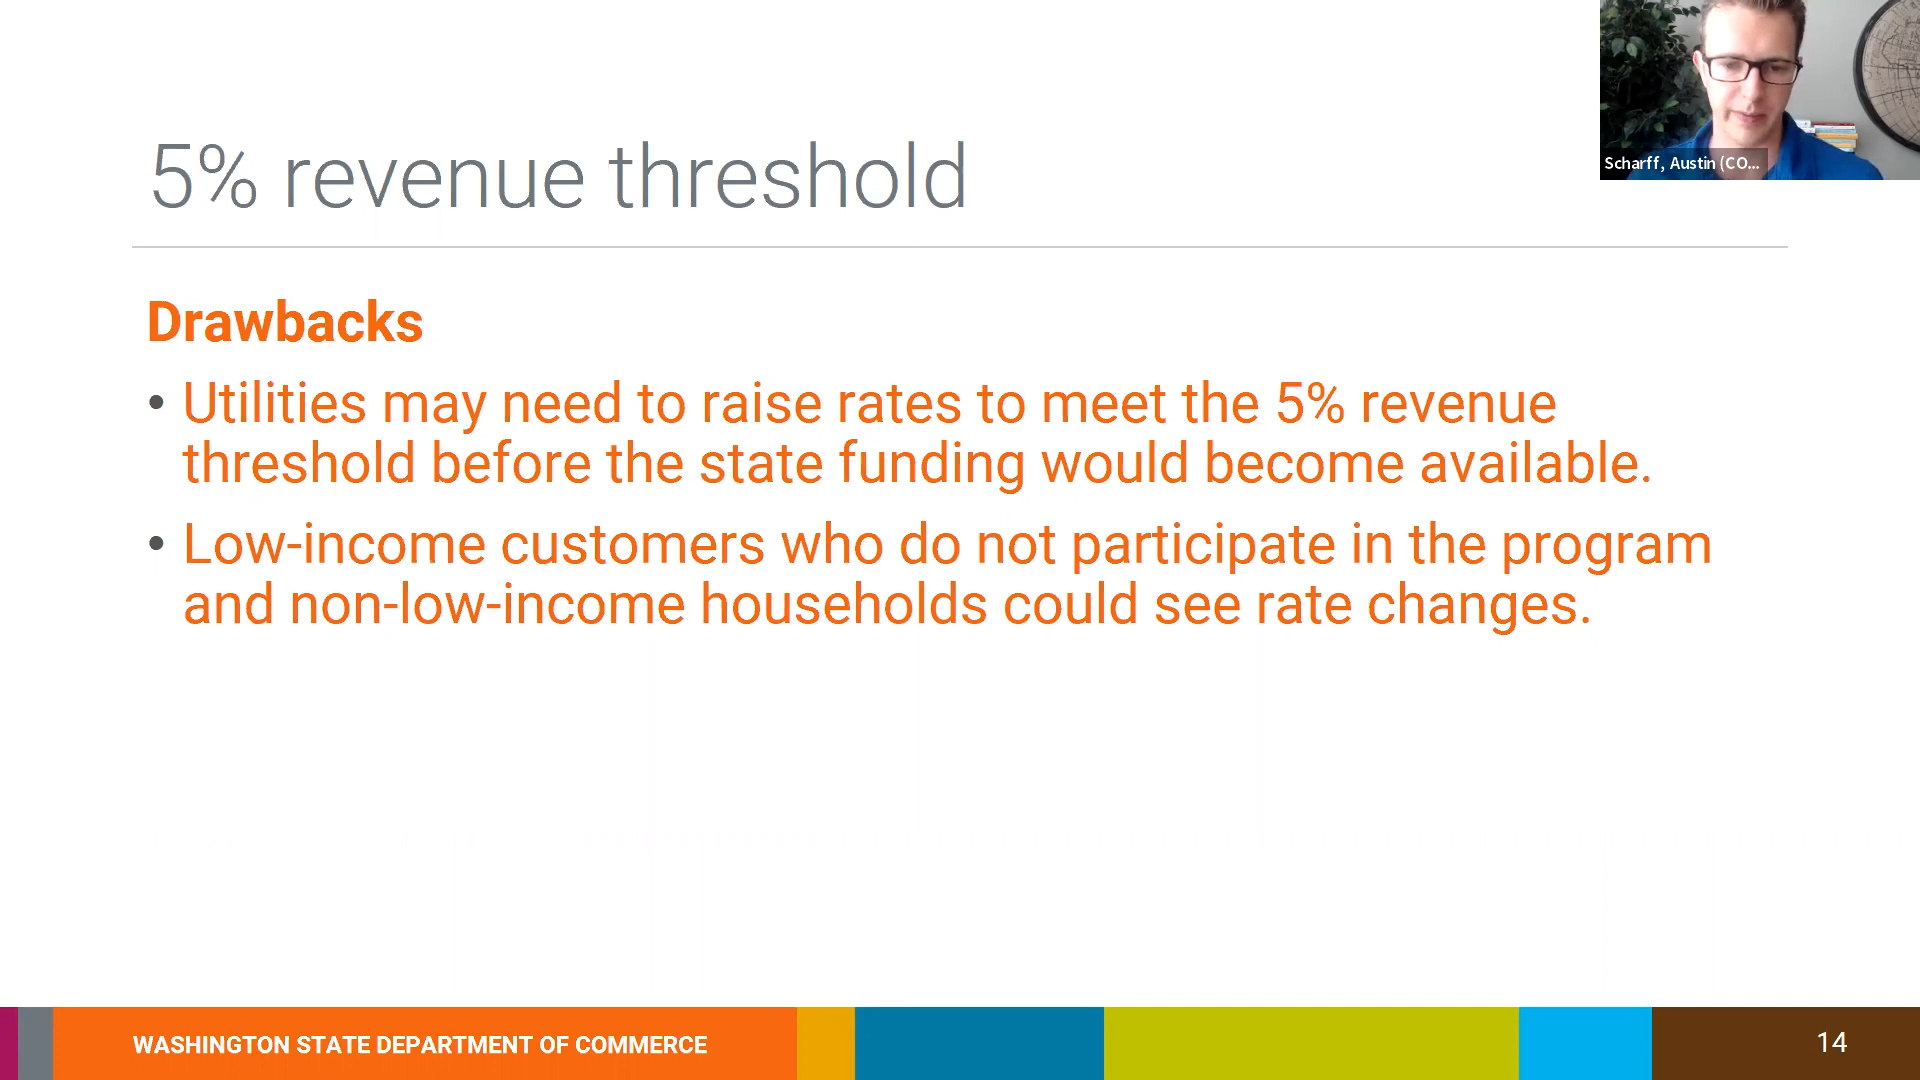 5% revenue threshold
Scharff, Austin (CO...
Drawbacks
• Utilities may need to raise rates to meet the 5% revenue
threshold before the state funding would become available.
• Low-income customers who do not participate in the program
and non-low-income households could see rate changes.
WASHINGTON STATE DEPARTMENT OF COMMERCE
14